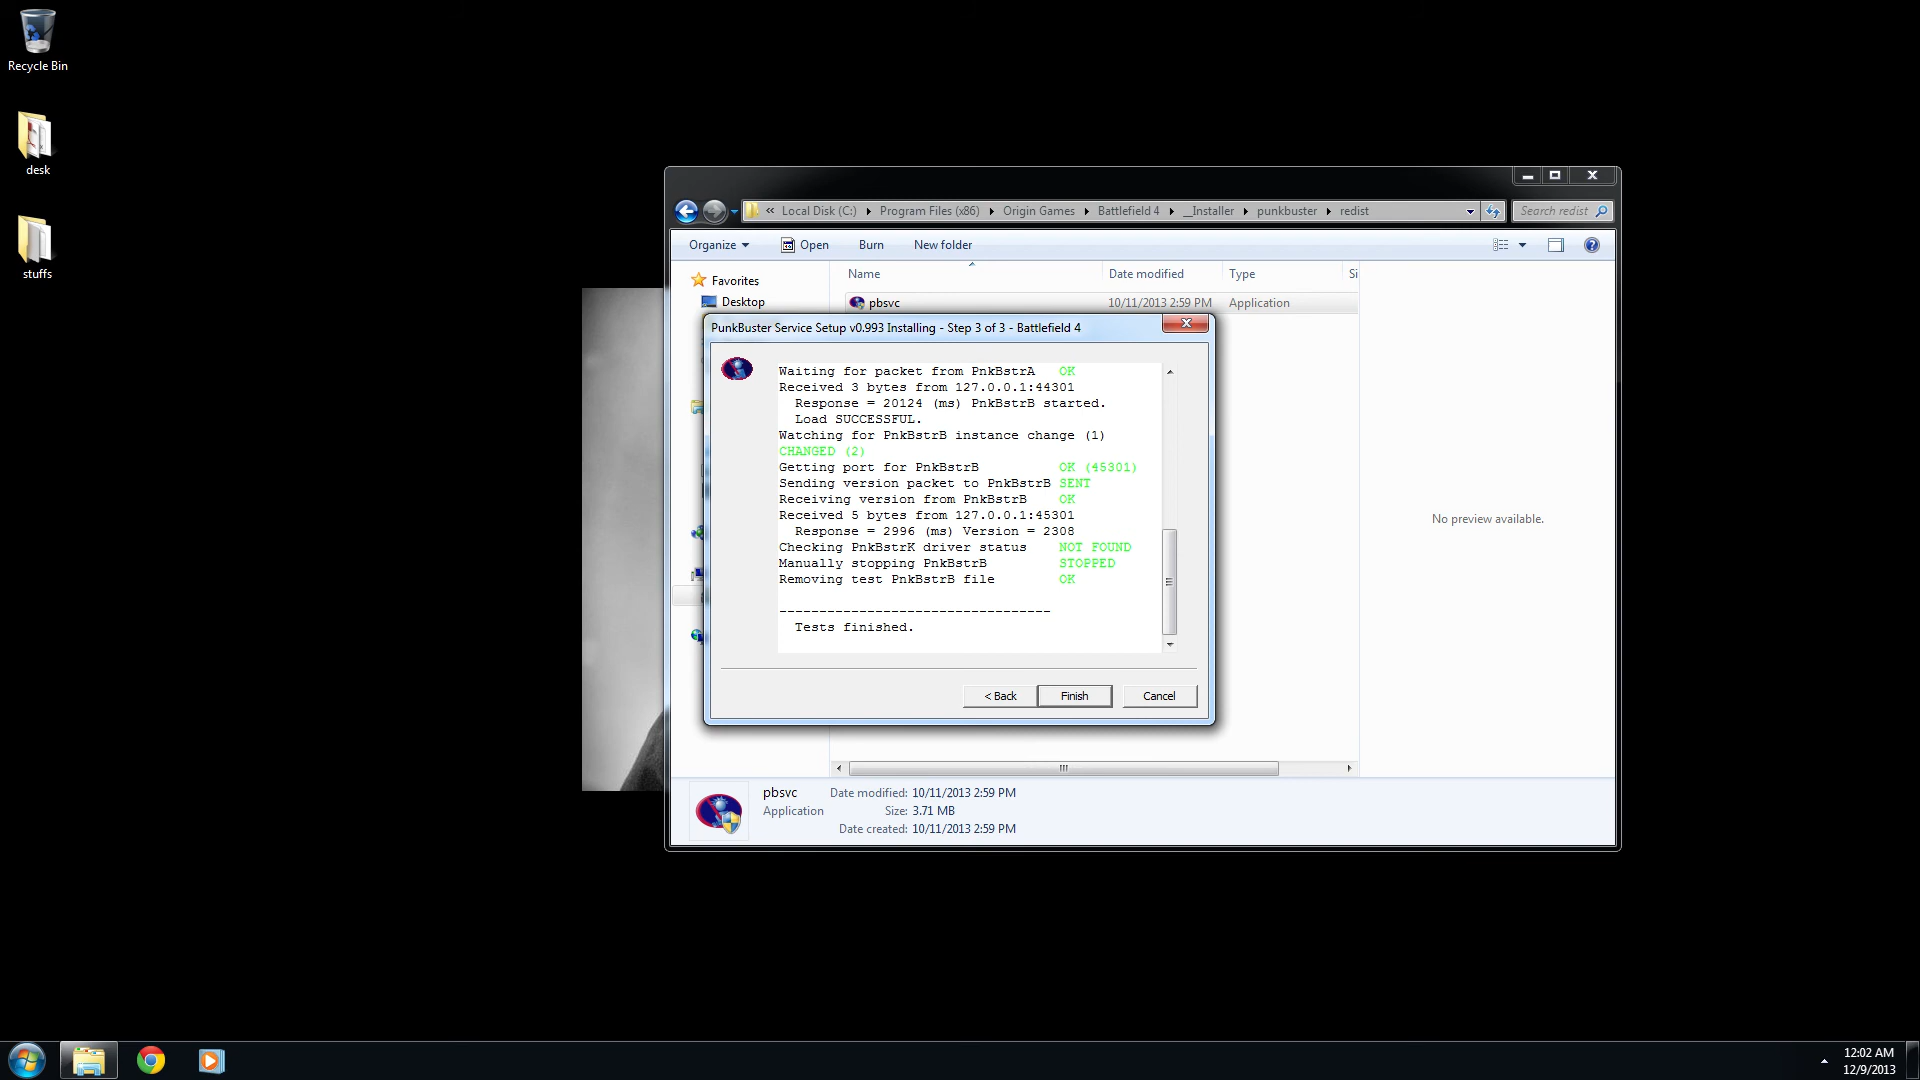 Recycle Bin
desk
stuffs
« Local Disk (C:) Program Files (x86) Origin Games Battlefield 4 __Installer punkbuster redist
Search redist
Organize Open Burn New folder
Favorites
Desktop
Name Date modified Type Si
pbsvc 10/11/2013 2:59 PM Application
PunkBuster Service Setup v0.993 Installing - Step 3 of 3 - Battlefield 4
Waiting for packet from PnkBstrA OK
Received 3 bytes from 127.0.0.1:44301
Response = 20124 (ms) PnkBstrB started.
Load SUCCESSFUL.
Watching for PnkBstrB instance change (1)
CHANGED (2)
Getting port for PnkBstrB OK (45301)
Sending version packet to PnkBstrB SENT
Receiving version from PnkBstrB OK
Received 5 bytes from 127.0.0.1:45301
Response = 2996 (ms) Version = 2308
Checking PnkBstrK driver status NOT FOUND
Manually stopping PnkBstrB STOPPED
Removing test PnkBstrB file OK
----------------------------------
Tests finished.
< Back Finish Cancel
No preview available.
pbsvc Date modified: 10/11/2013 2:59 PM
Application Size: 3.71 MB
Date created: 10/11/2013 2:59 PM
12:02 AM
12/9/2013